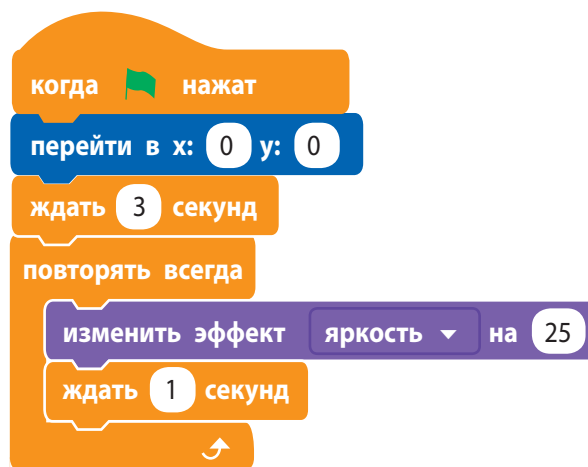 когда нажат
перейти в x: 0 y: 0
ждать 3 секунд
повторять всегда
изменить эффект яркость на 25
ждать 1 секунд